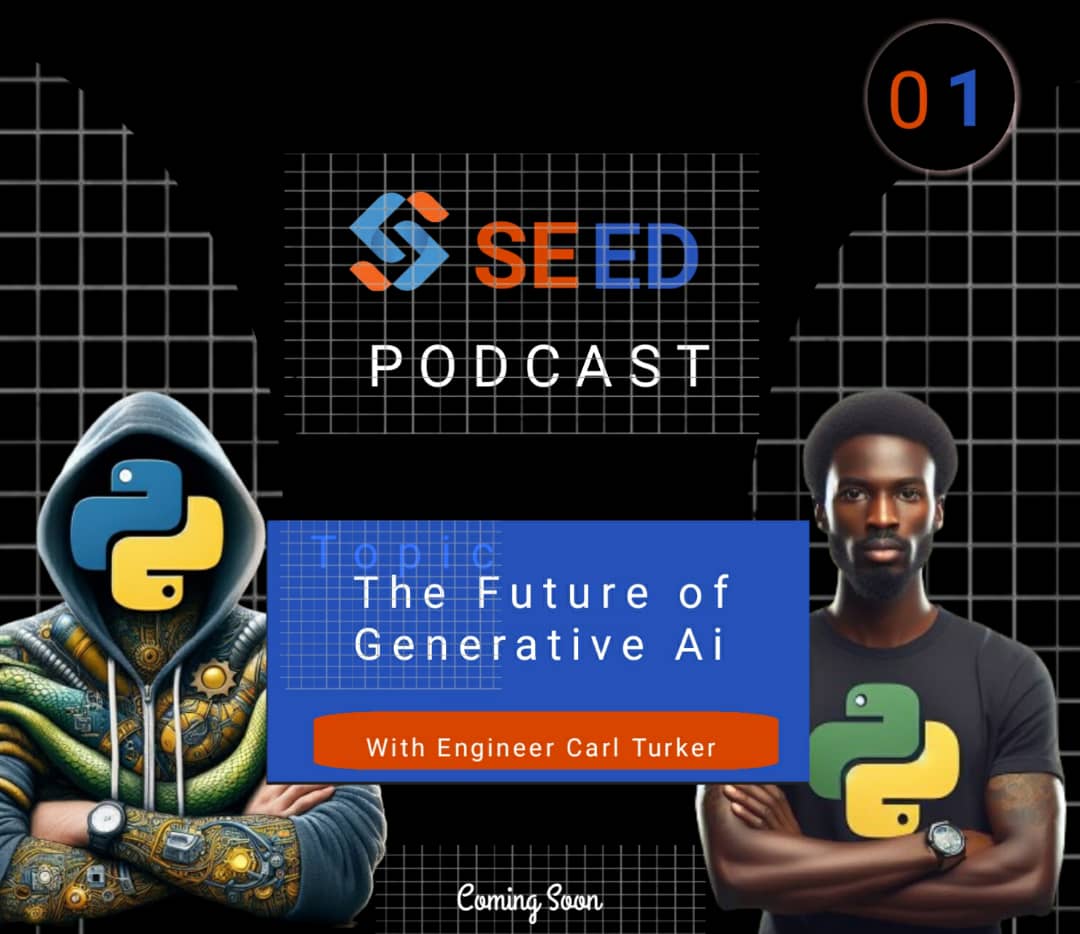 01
SEED
PODCAST
Topic
The Future of
Generative Ai
With Engineer Carl Turker
Coming Soon